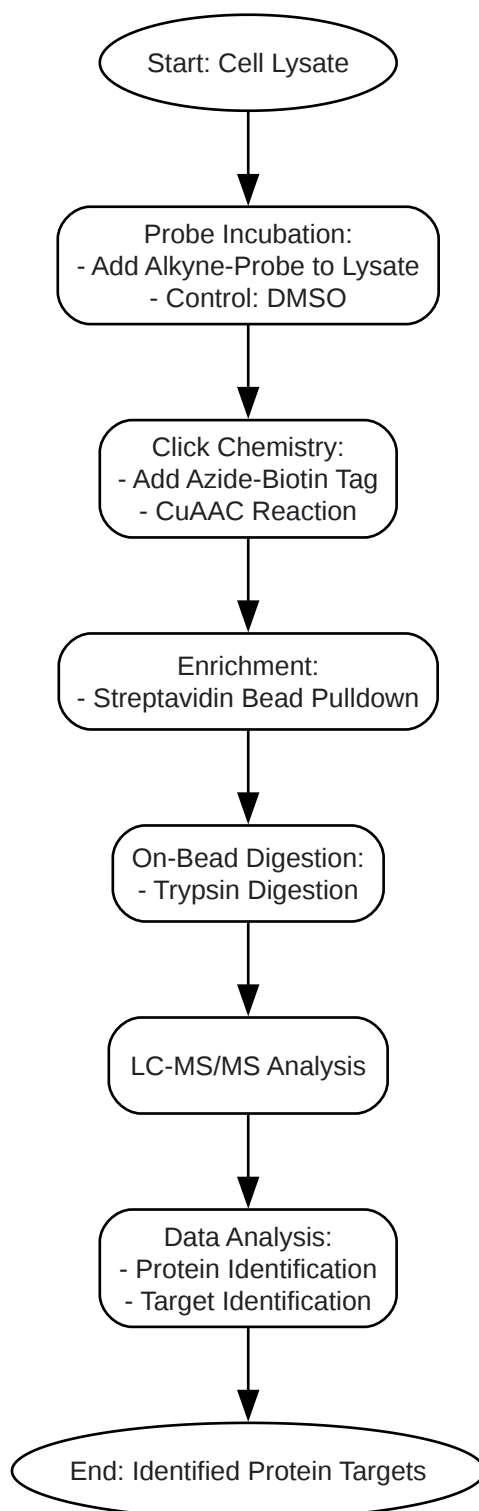 Start: Cell Lysate
Probe Incubation:
- Add Alkyne-Probe to Lysate
- Control: DMSO
Click Chemistry:
- Add Azide-Biotin Tag
- CuAAC Reaction
Enrichment:
- Streptavidin Bead Pulldown
On-Bead Digestion:
- Trypsin Digestion
LC-MS/MS Analysis
Data Analysis:
- Protein Identification
- Target Identification
End: Identified Protein Targets